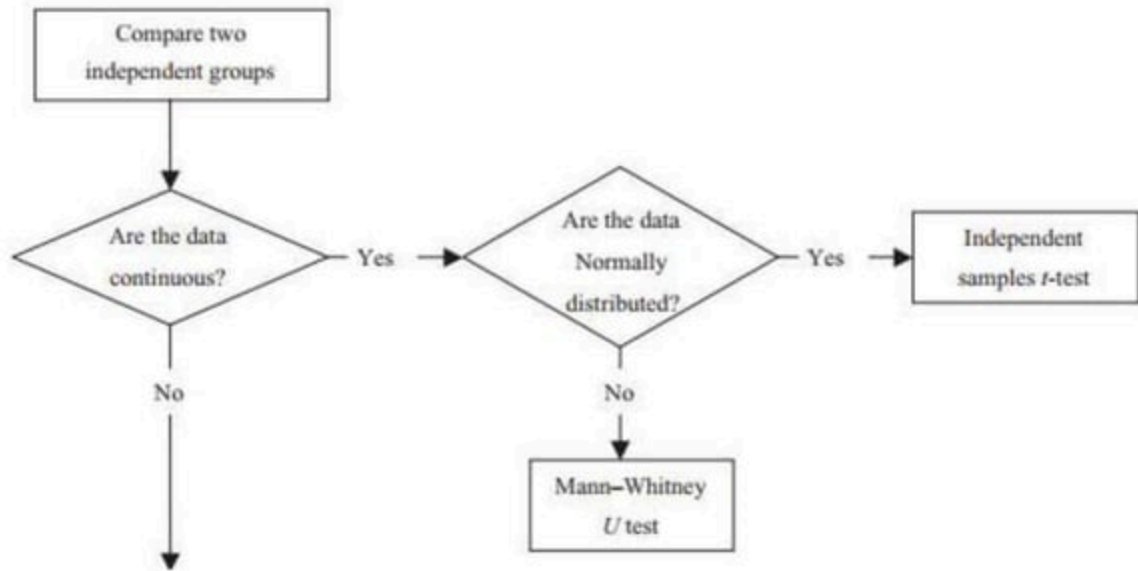 Compare two
independent groups
Are the data
continuous?
Yes
Are the data
Normally
distributed?
Yes
Independent
samples t-test
No
No
Mann–Whitney
U test